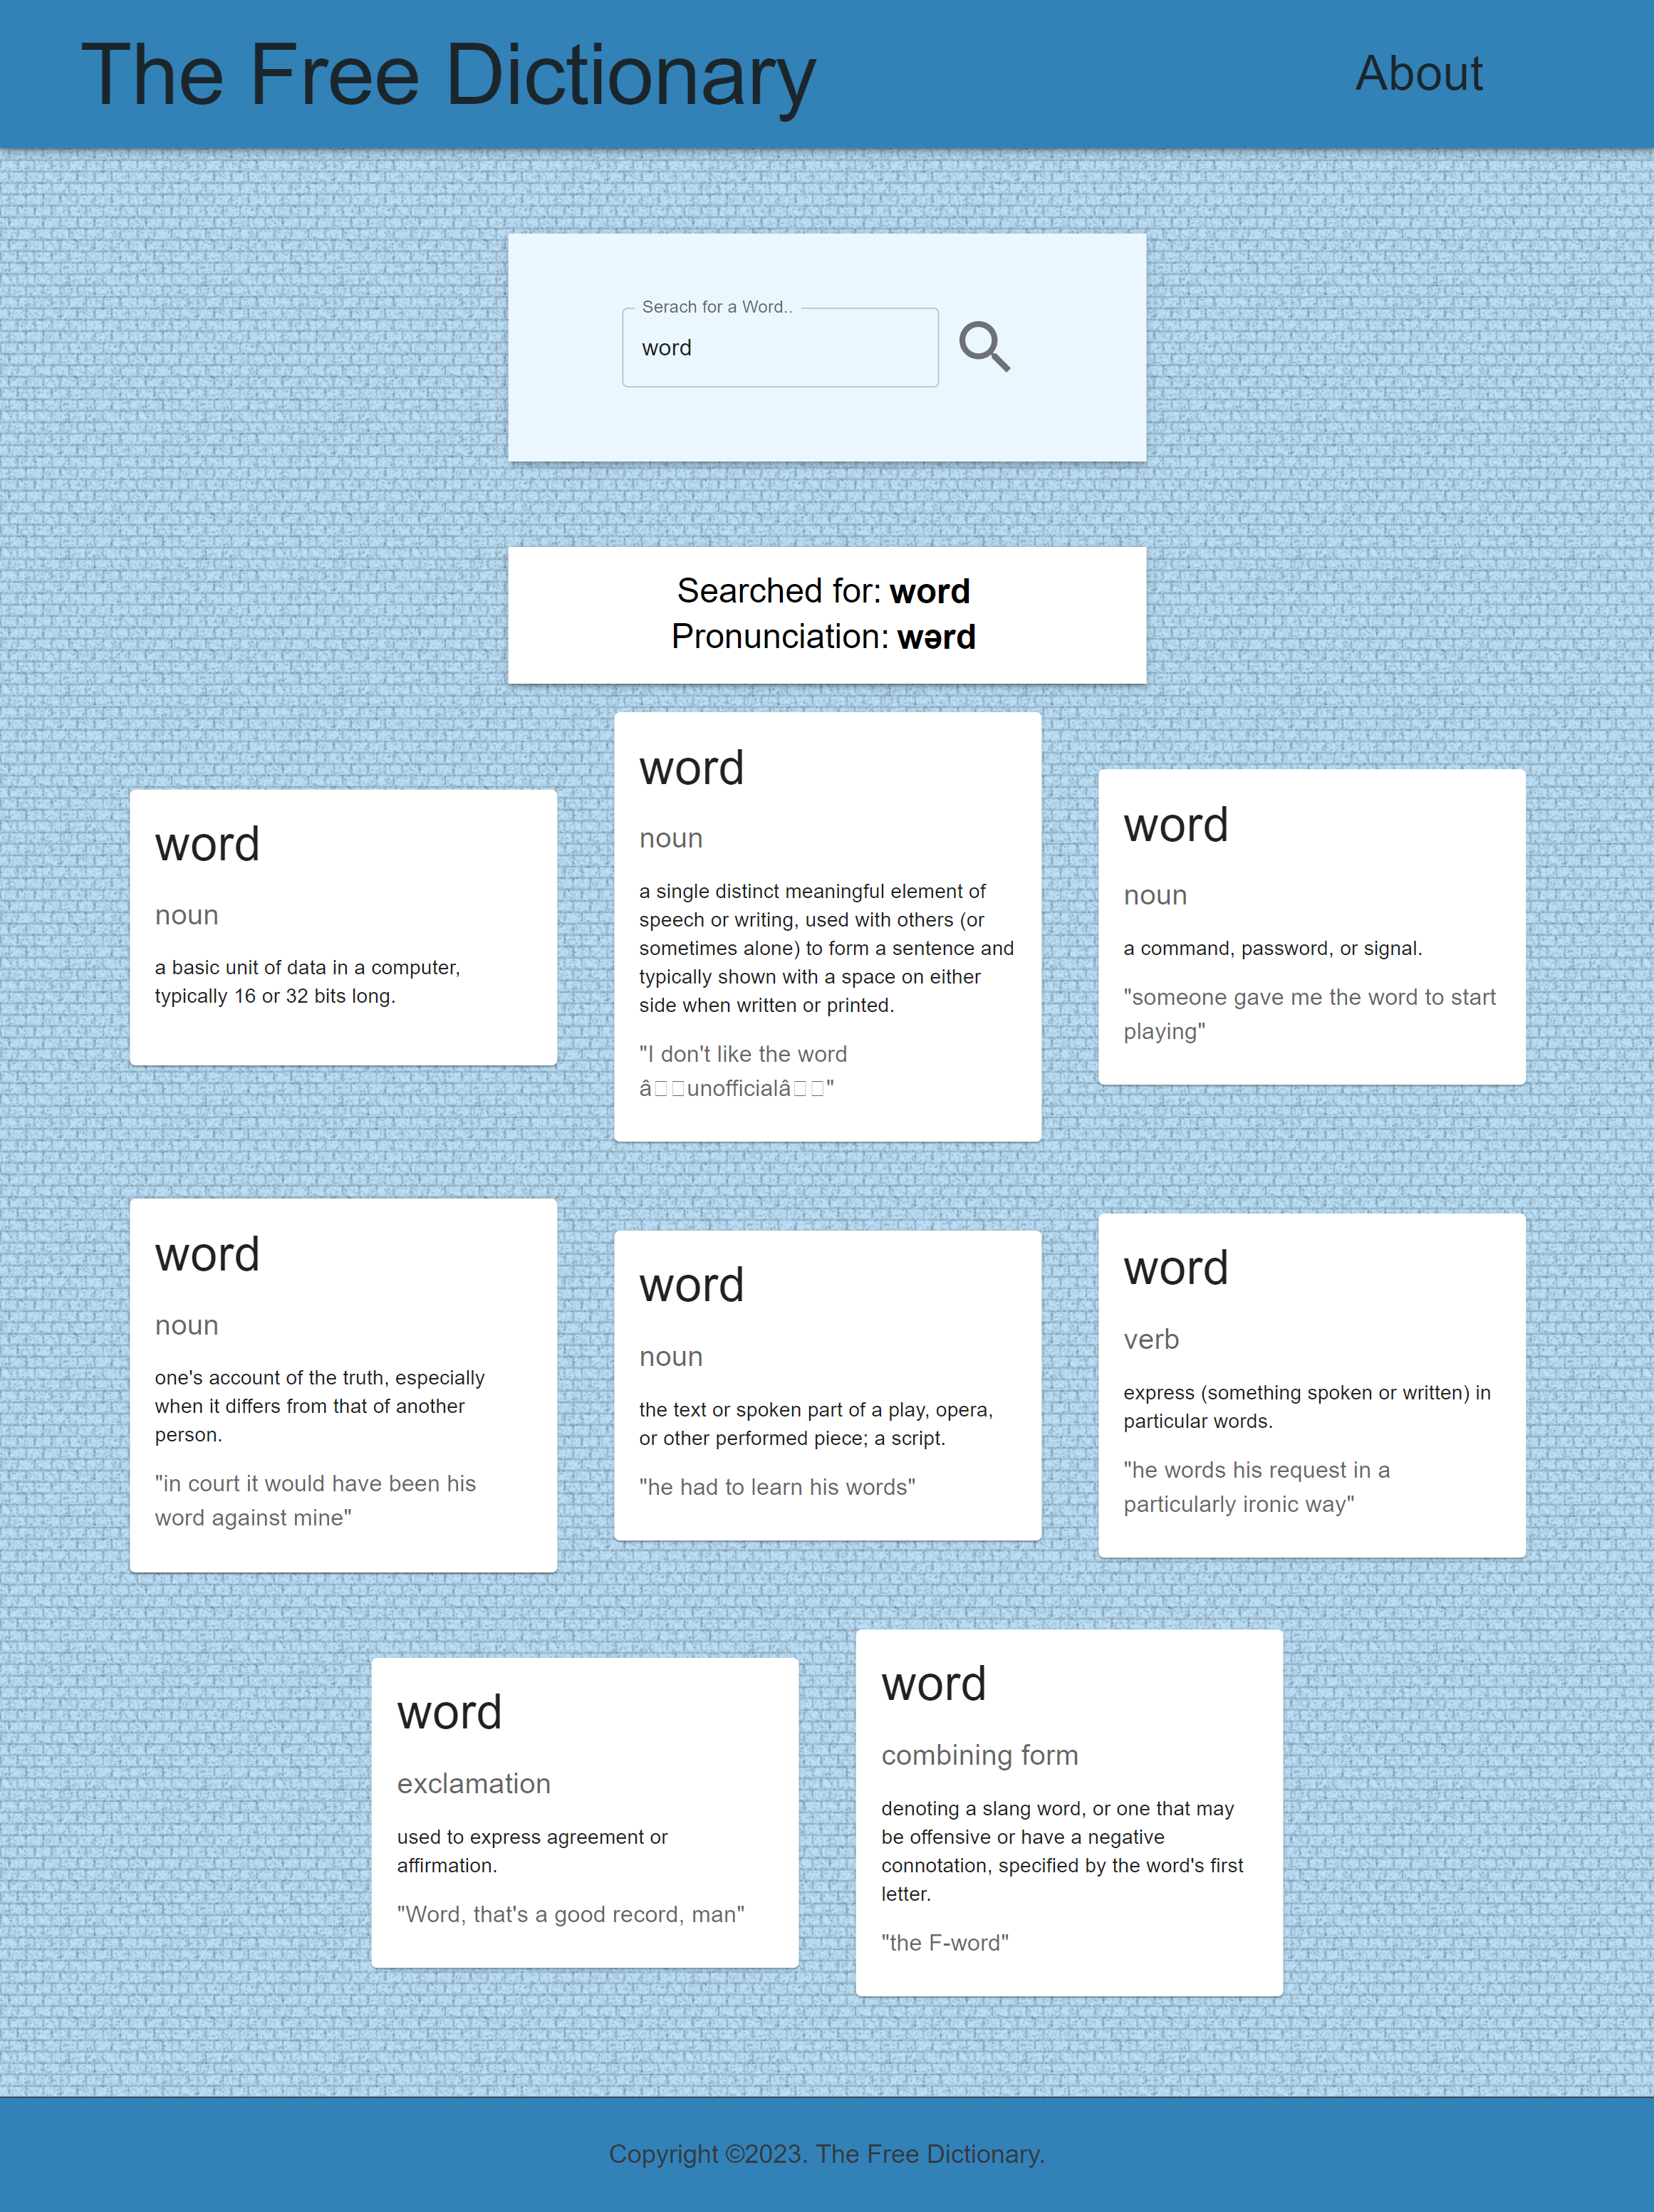 The Free Dictionary
About
Serach for a Word..
word
Searched for: word
Pronunciation: wərd
word
noun
a basic unit of data in a computer,
typically 16 or 32 bits long.
word
noun
a single distinct meaningful element of
speech or writing, used with others (or
sometimes alone) to form a sentence and
typically shown with a space on either
side when written or printed.
"I don't like the word
â□□unofficialâ□□"
word
noun
a command, password, or signal.
"someone gave me the word to start
playing"
word
noun
one's account of the truth, especially
when it differs from that of another
person.
"in court it would have been his
word against mine"
word
noun
the text or spoken part of a play, opera,
or other performed piece; a script.
"he had to learn his words"
word
verb
express (something spoken or written) in
particular words.
"he words his request in a
particularly ironic way"
word
exclamation
used to express agreement or
affirmation.
"Word, that's a good record, man"
word
combining form
denoting a slang word, or one that may
be offensive or have a negative
connotation, specified by the word's first
letter.
"the F-word"
Copyright ©2023. The Free Dictionary.